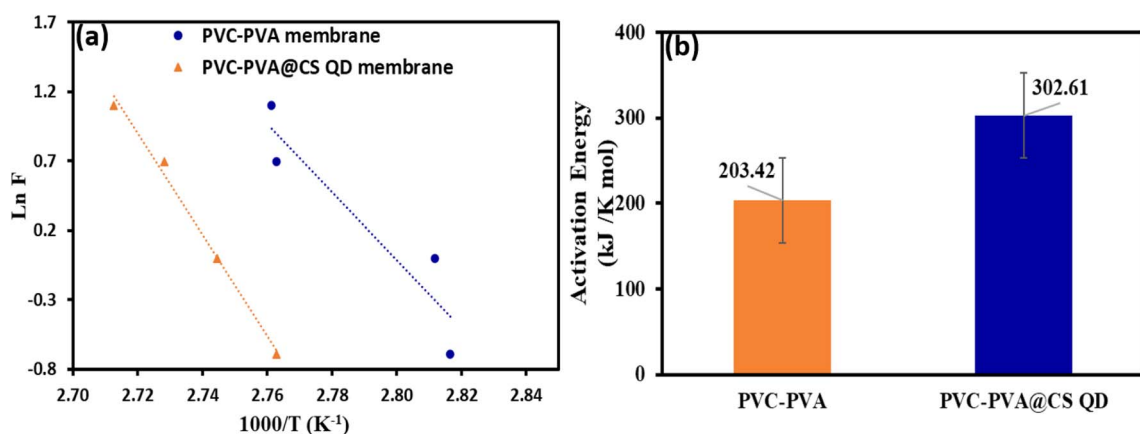 (a)
PVC-PVA membrane
PVC-PVA@CS QD membrane
Ln F
1.7
1.2
0.7
0.2
-0.3
-0.8
2.70 2.72 2.74 2.76 2.78 2.80 2.82 2.84
1000/T (K-1)
(b)
Activation Energy
(kJ /K mol)
400
300
200
100
0
203.42
302.61
PVC-PVA PVC-PVA@CS QD